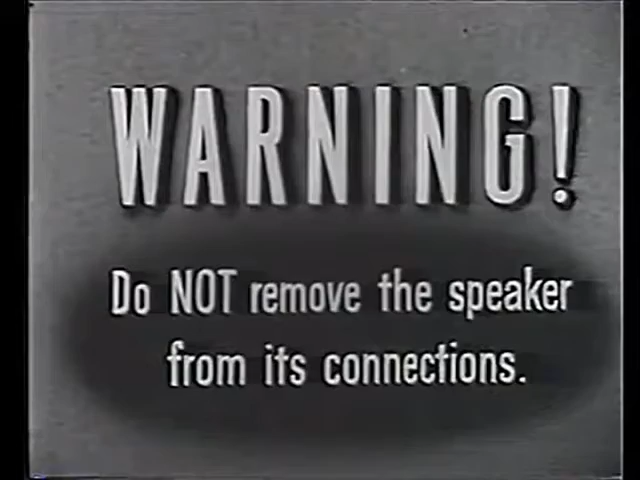 WARNING!
Do NOT remove the speaker
from its connections.